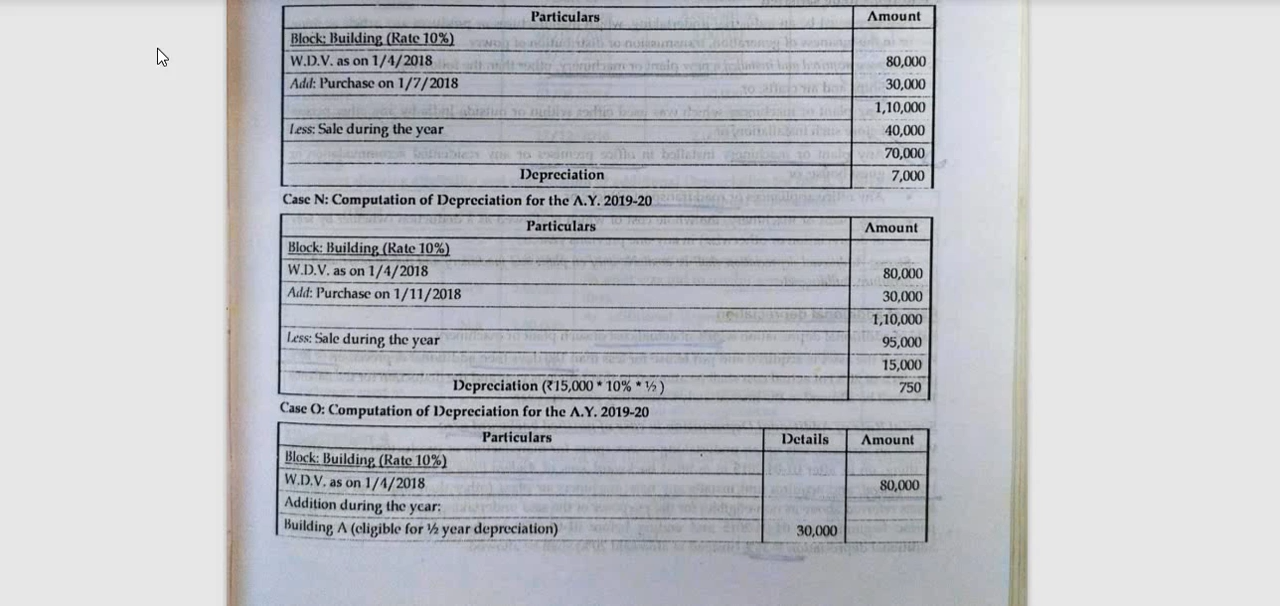 Particulars Amount
Block: Building (Rate 10%)
W.D.V. as on 1/4/2018 80,000
Add: Purchase on 1/7/2018 30,000
1,10,000
Less: Sale during the year 40,000
70,000
Depreciation 7,000
Case N: Computation of Depreciation for the A.Y. 2019-20
Particulars Amount
Block: Building (Rate 10%)
W.D.V. as on 1/4/2018 80,000
Add: Purchase on 1/11/2018 30,000
1,10,000
Less: Sale during the year 95,000
15,000
Depreciation (₹15,000 * 10% * ½) 750
Case O: Computation of Depreciation for the A.Y. 2019-20
Particulars Details Amount
Block: Building (Rate 10%)
W.D.V. as on 1/4/2018 80,000
Addition during the year:
Building A (eligible for ½ year depreciation) 30,000